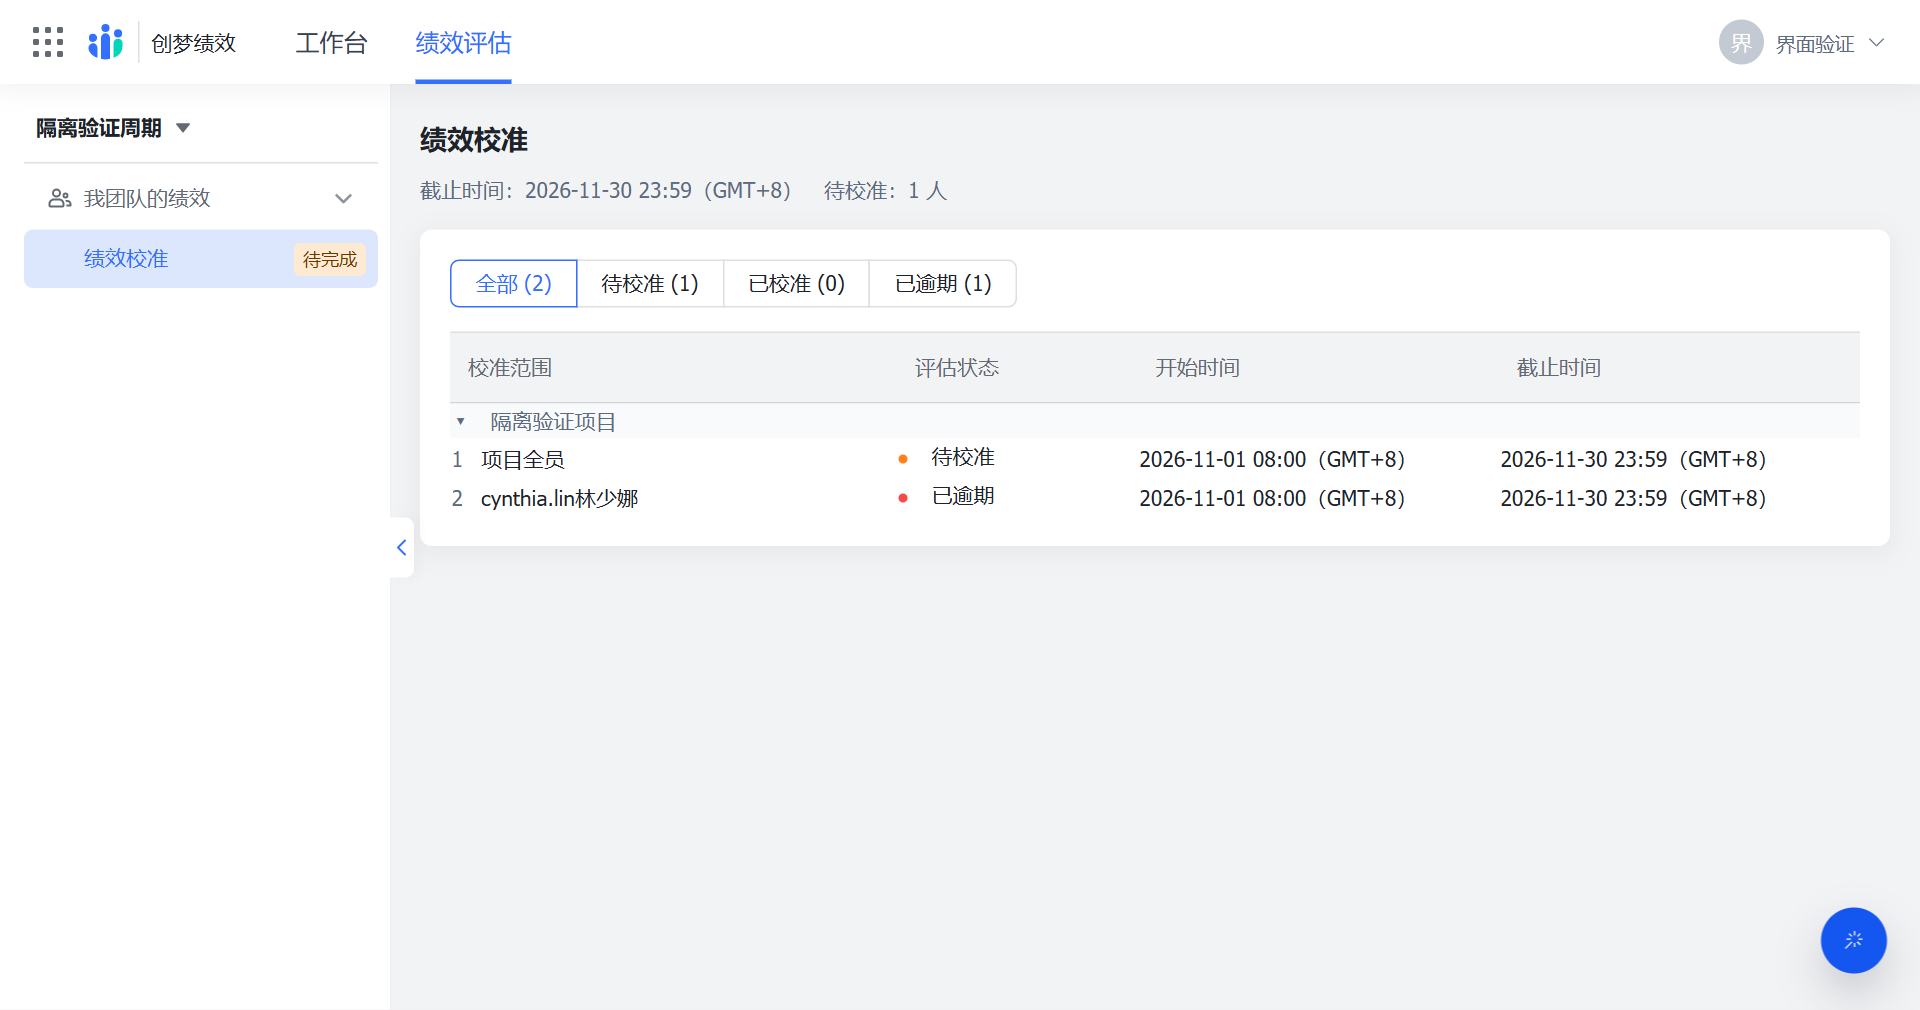 创梦绩效
工作台
绩效评估
界
界面验证
隔离验证周期
我团队的绩效
绩效校准
待完成
绩效校准
截止时间：2026-11-30 23:59（GMT+8） 待校准：1 人
全部 (2)
待校准 (1)
已校准 (0)
已逾期 (1)
校准范围 评估状态 开始时间 截止时间
隔离验证项目
1 项目全员 待校准 2026-11-01 08:00（GMT+8） 2026-11-30 23:59（GMT+8）
2 cynthia.lin林少娜 已逾期 2026-11-01 08:00（GMT+8） 2026-11-30 23:59（GMT+8）